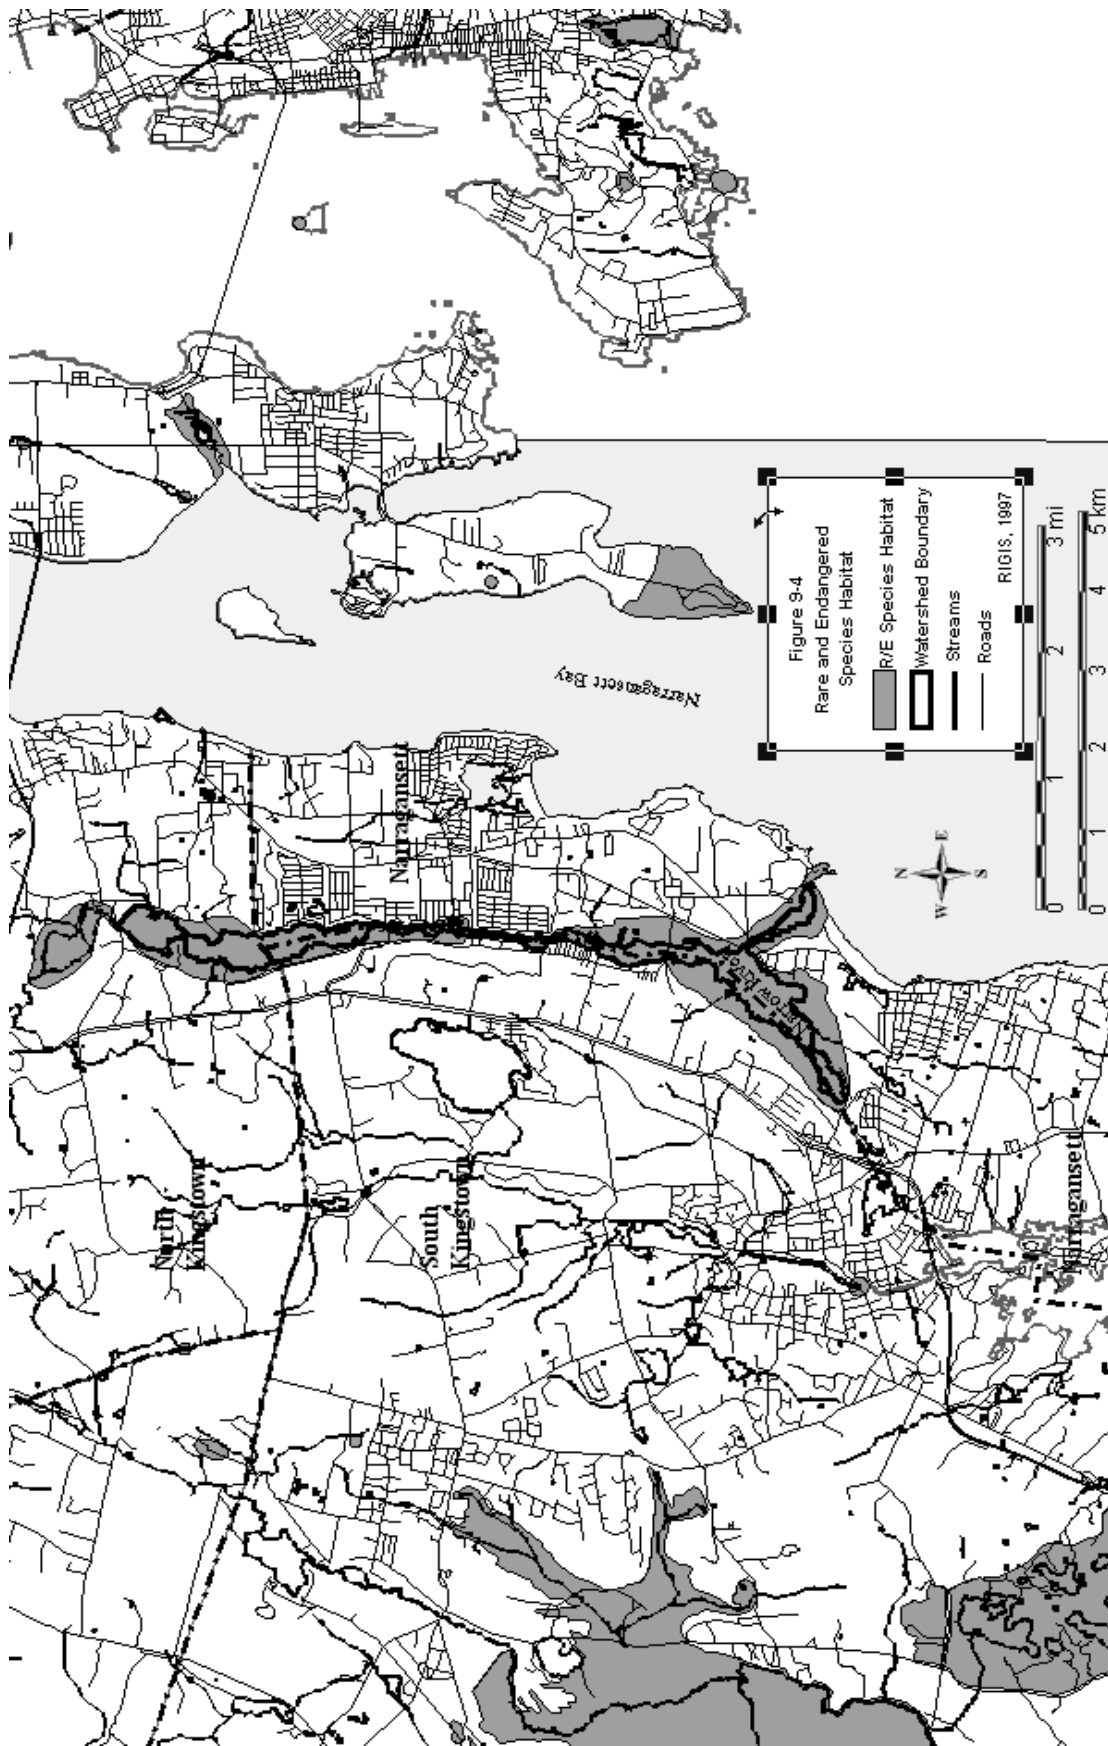 Figure 9-4
Rare and Endangered
Species Habitat
R/E Species Habitat
Watershed Boundary
Streams
Roads
RIGIS, 1997
0 1 2 3 mi
0 1 2 3 4 5 km
N
W E
S
Narragansett Bay
Narragansett
Narrow River
North
Kingstown
South
Kingstown
Narragansett